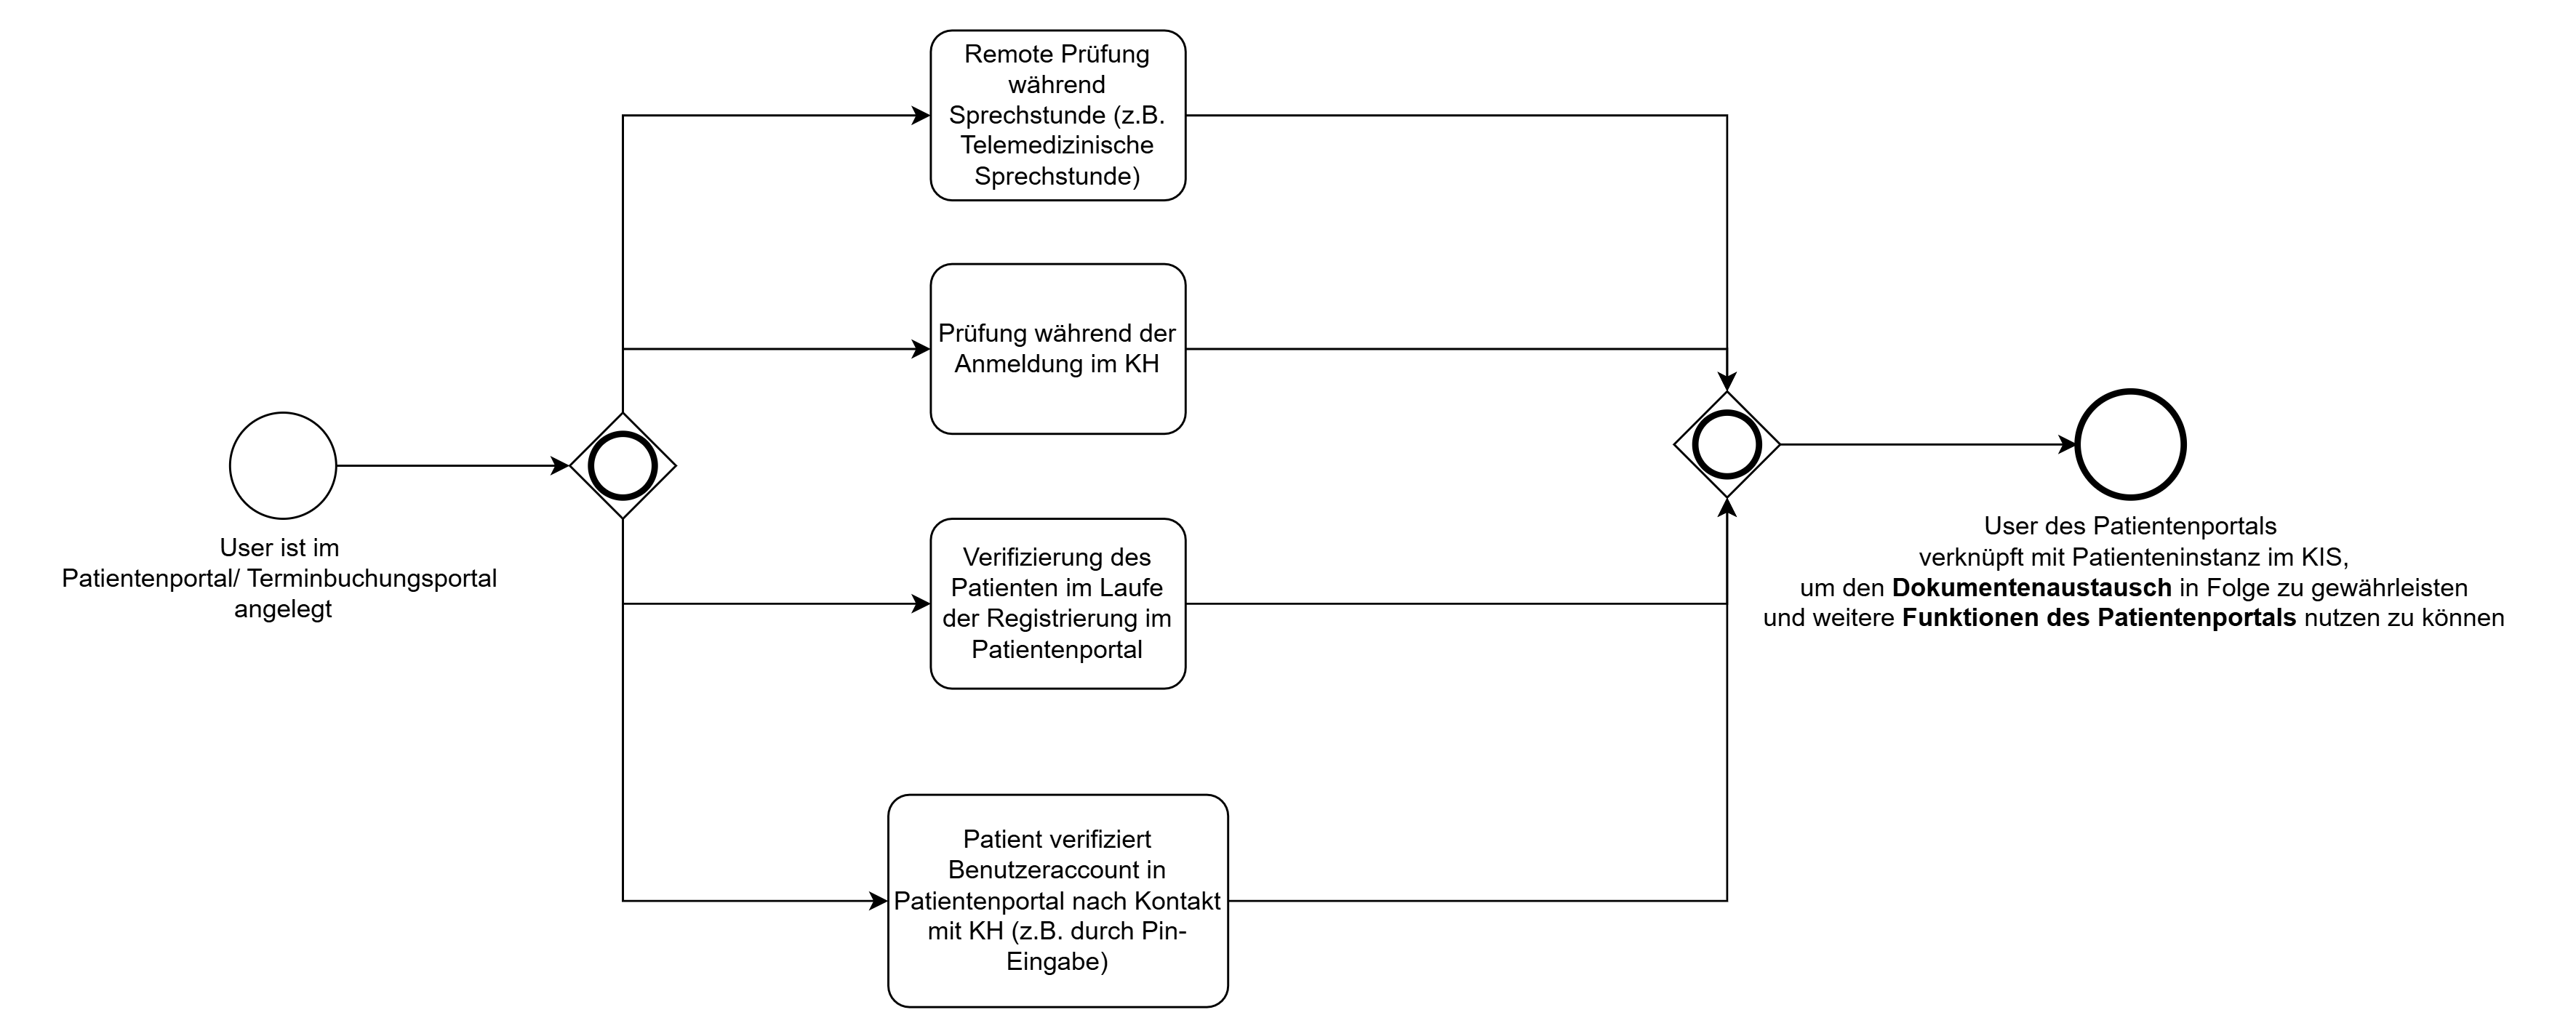 Remote Prüfung
während
Sprechstunde (z.B.
Telemedizinische
Sprechstunde)
Prüfung während der
Anmeldung im KH
User ist im
Patientenportal/ Terminbuchungsportal
angelegt
Verifizierung des
Patienten im Laufe
der Registrierung im
Patientenportal
User des Patientenportals
verknüpft mit Patienteninstanz im KIS,
um den Dokumentenaustausch in Folge zu gewährleisten
und weitere Funktionen des Patientenportals nutzen zu können
Patient verifiziert
Benutzeraccount in
Patientenportal nach Kontakt
mit KH (z.B. durch Pin-
Eingabe)